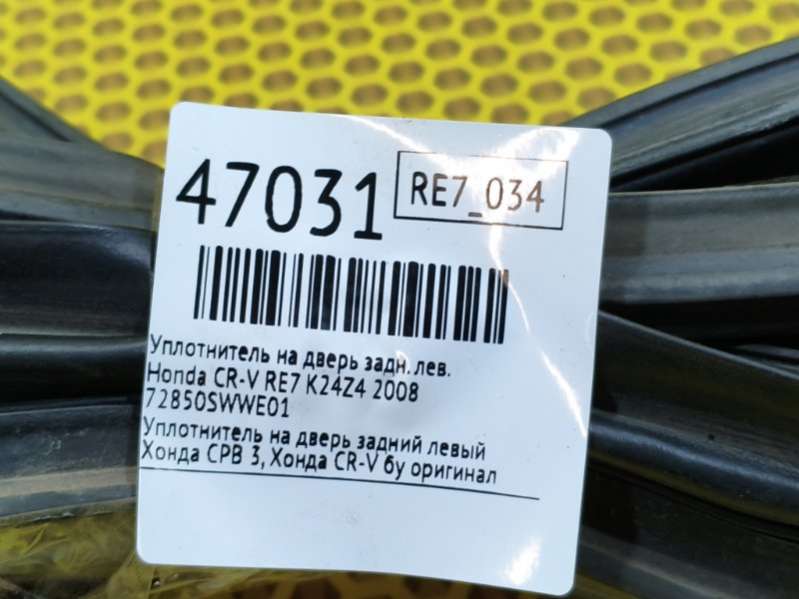 47031
RE7_034
Уплотнитель на дверь задн. лев.
Honda CR-V RE7 K24Z4 2008
72850SWWE01
Уплотнитель на дверь задний левый
Хонда СРВ 3, Хонда CR-V бу оригинал